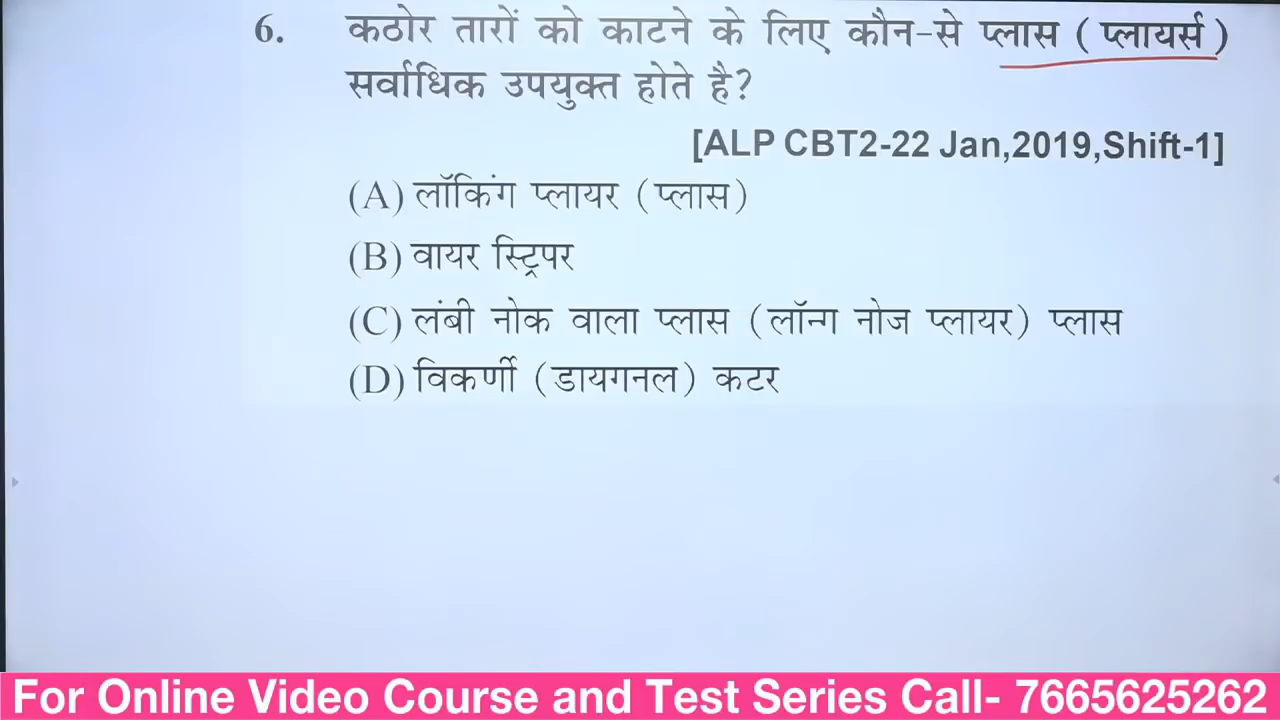 6. कठोर तारों को काटने के लिए कौन-से प्लास (प्लायर्स)
सर्वाधिक उपयुक्त होते है?
[ALP CBT2-22 Jan,2019,Shift-1]
(A) लॉकिंग प्लायर (प्लास)
(B) वायर स्ट्रिपर
(C) लंबी नोक वाला प्लास (लॉन्ग नोज प्लायर) प्लास
(D) विकर्णी (डायगनल) कटर
For Online Video Course and Test Series Call- 7665625262